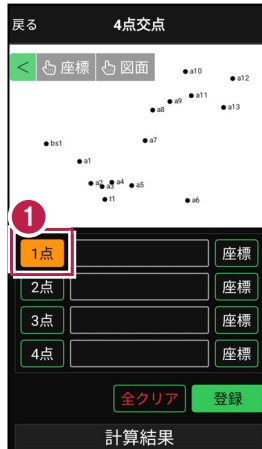 戻る 4点交点
< 座標 図面
a10
a12
a11
a9
a13
a8
bs1
a7
a1
a2 a4 a5
a3
t1
a6
1
1点 座標
2点 座標
3点 座標
4点 座標
全クリア 登録
計算結果